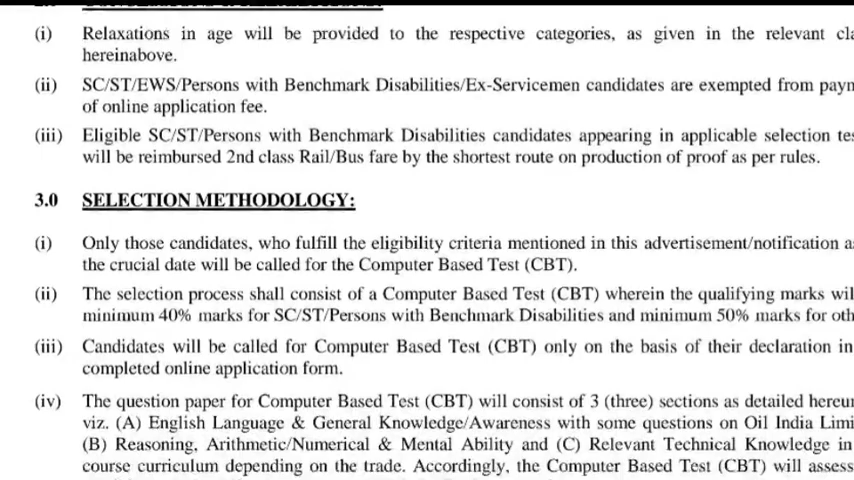 (i) Relaxations in age will be provided to the respective categories, as given in the relevant cla
hereinabove.
(ii) SC/ST/EWS/Persons with Benchmark Disabilities/Ex-Servicemen candidates are exempted from paym
of online application fee.
(iii) Eligible SC/ST/Persons with Benchmark Disabilities candidates appearing in applicable selection tes
will be reimbursed 2nd class Rail/Bus fare by the shortest route on production of proof as per rules.
3.0 SELECTION METHODOLOGY:
(i) Only those candidates, who fulfill the eligibility criteria mentioned in this advertisement/notification a
the crucial date will be called for the Computer Based Test (CBT).
(ii) The selection process shall consist of a Computer Based Test (CBT) wherein the qualifying marks wil
minimum 40% marks for SC/ST/Persons with Benchmark Disabilities and minimum 50% marks for oth
(iii) Candidates will be called for Computer Based Test (CBT) only on the basis of their declaration in
completed online application form.
(iv) The question paper for Computer Based Test (CBT) will consist of 3 (three) sections as detailed hereun
viz. (A) English Language & General Knowledge/Awareness with some questions on Oil India Limi
(B) Reasoning, Arithmetic/Numerical & Mental Ability and (C) Relevant Technical Knowledge in
course curriculum depending on the trade. Accordingly, the Computer Based Test (CBT) will assess